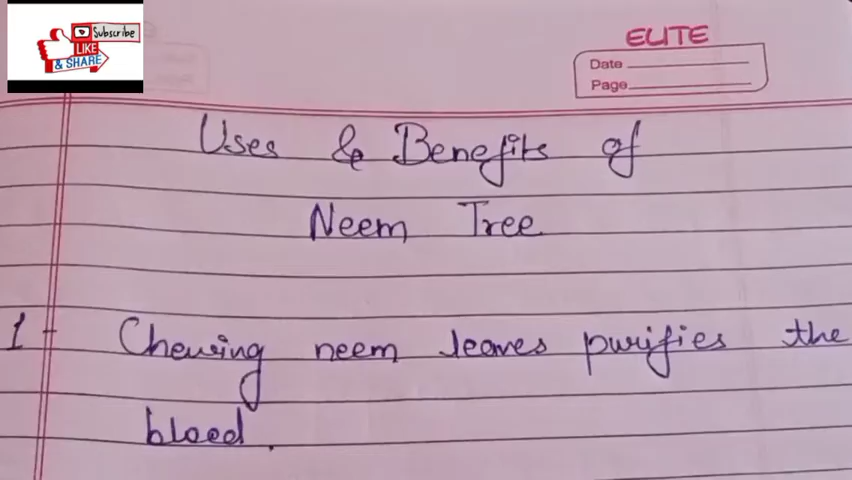 Subscribe
LIKE
& SHARE
ELITE
Date
Page
Uses & Benefits of
Neem Tree
1 - Chewing neem leaves purifies the
blood.